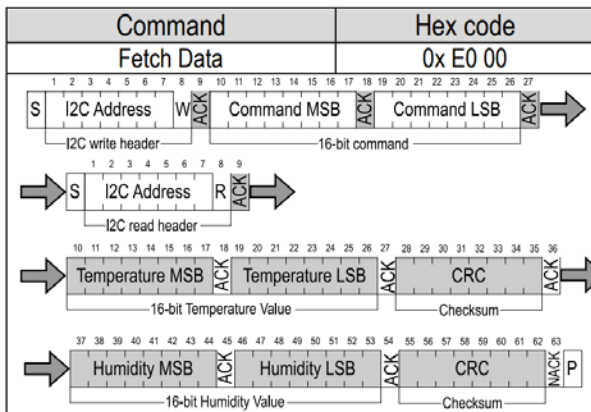 Command Hex code
Fetch Data 0x E0 00
1 2 3 4 5 6 7 8 9 10 11 12 13 14 15 16 17 18 19 20 21 22 23 24 25 26 27
S I2C Address W ACK Command MSB ACK Command LSB ACK
I2C write header 16-bit command
1 2 3 4 5 6 7 8 9
S I2C Address R ACK
I2C read header
10 11 12 13 14 15 16 17 18 19 20 21 22 23 24 25 26 27 28 29 30 31 32 33 34 35 36
Temperature MSB ACK Temperature LSB ACK CRC ACK
16-bit Temperature Value Checksum
37 38 39 40 41 42 43 44 45 46 47 48 49 50 51 52 53 54 55 56 57 58 59 60 61 62 63
Humidity MSB ACK Humidity LSB ACK CRC NACK P
16-bit Humidity Value Checksum